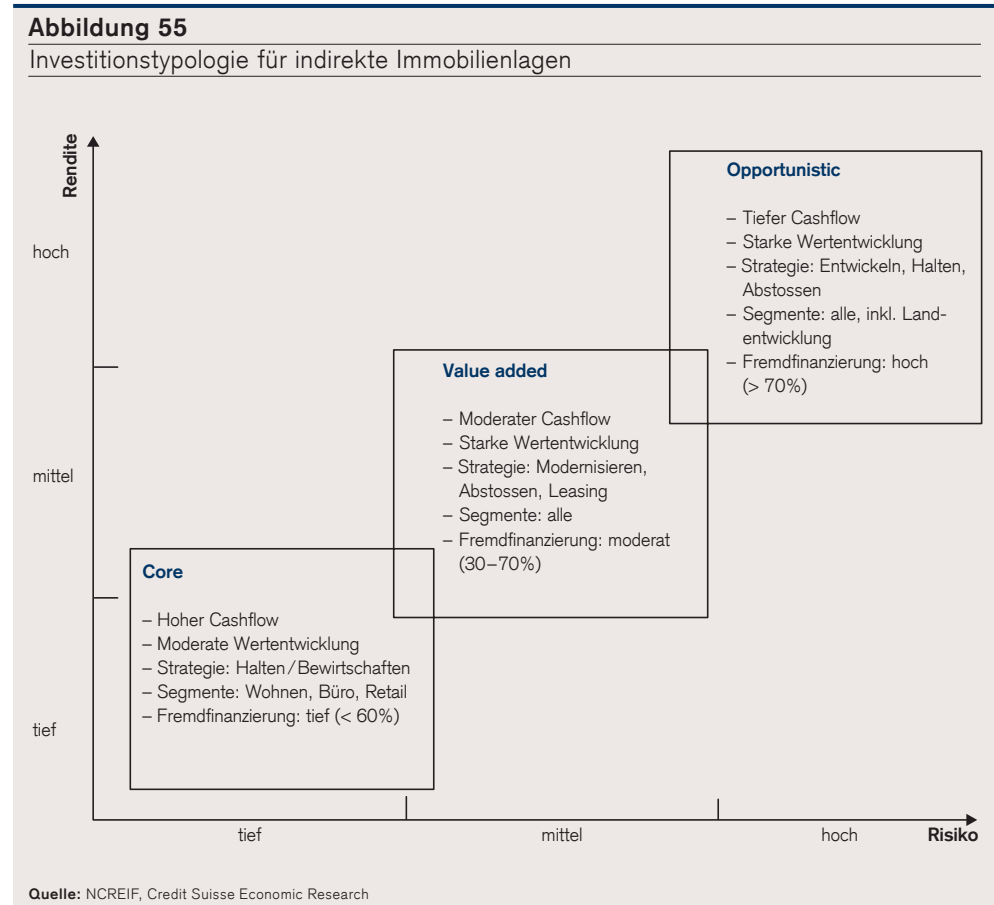 Abbildung 55
Investitionstypologie für indirekte Immobilienlagen
Rendite
hoch
mittel
tief
Opportunistic
– Tiefer Cashflow
– Starke Wertentwicklung
– Strategie: Entwickeln, Halten,
Abstossen
– Segmente: alle, inkl. Land-
entwicklung
– Fremdfinanzierung: hoch
(> 70%)
Value added
– Moderater Cashflow
– Starke Wertentwicklung
– Strategie: Modernisieren,
Abstossen, Leasing
– Segmente: alle
– Fremdfinanzierung: moderat
(30–70%)
Core
– Hoher Cashflow
– Moderate Wertentwicklung
– Strategie: Halten/Bewirtschaften
– Segmente: Wohnen, Büro, Retail
– Fremdfinanzierung: tief (< 60%)
tief mittel hoch Risiko
Quelle: NCREIF, Credit Suisse Economic Research